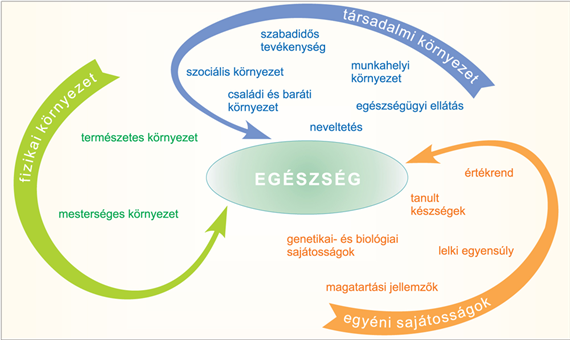 társadalmi környezet
szabadidős
tevékenység
szociális környezet
munkahelyi
környezet
családi és baráti
környezet
egészségügyi ellátás
neveltetés
fizikai környezet
természetes környezet
mesterséges környezet
EGÉSZSÉG
értékrend
tanult
készségek
genetikai- és biológiai
sajátosságok
lelki egyensúly
magatartási jellemzők
egyéni sajátosságok